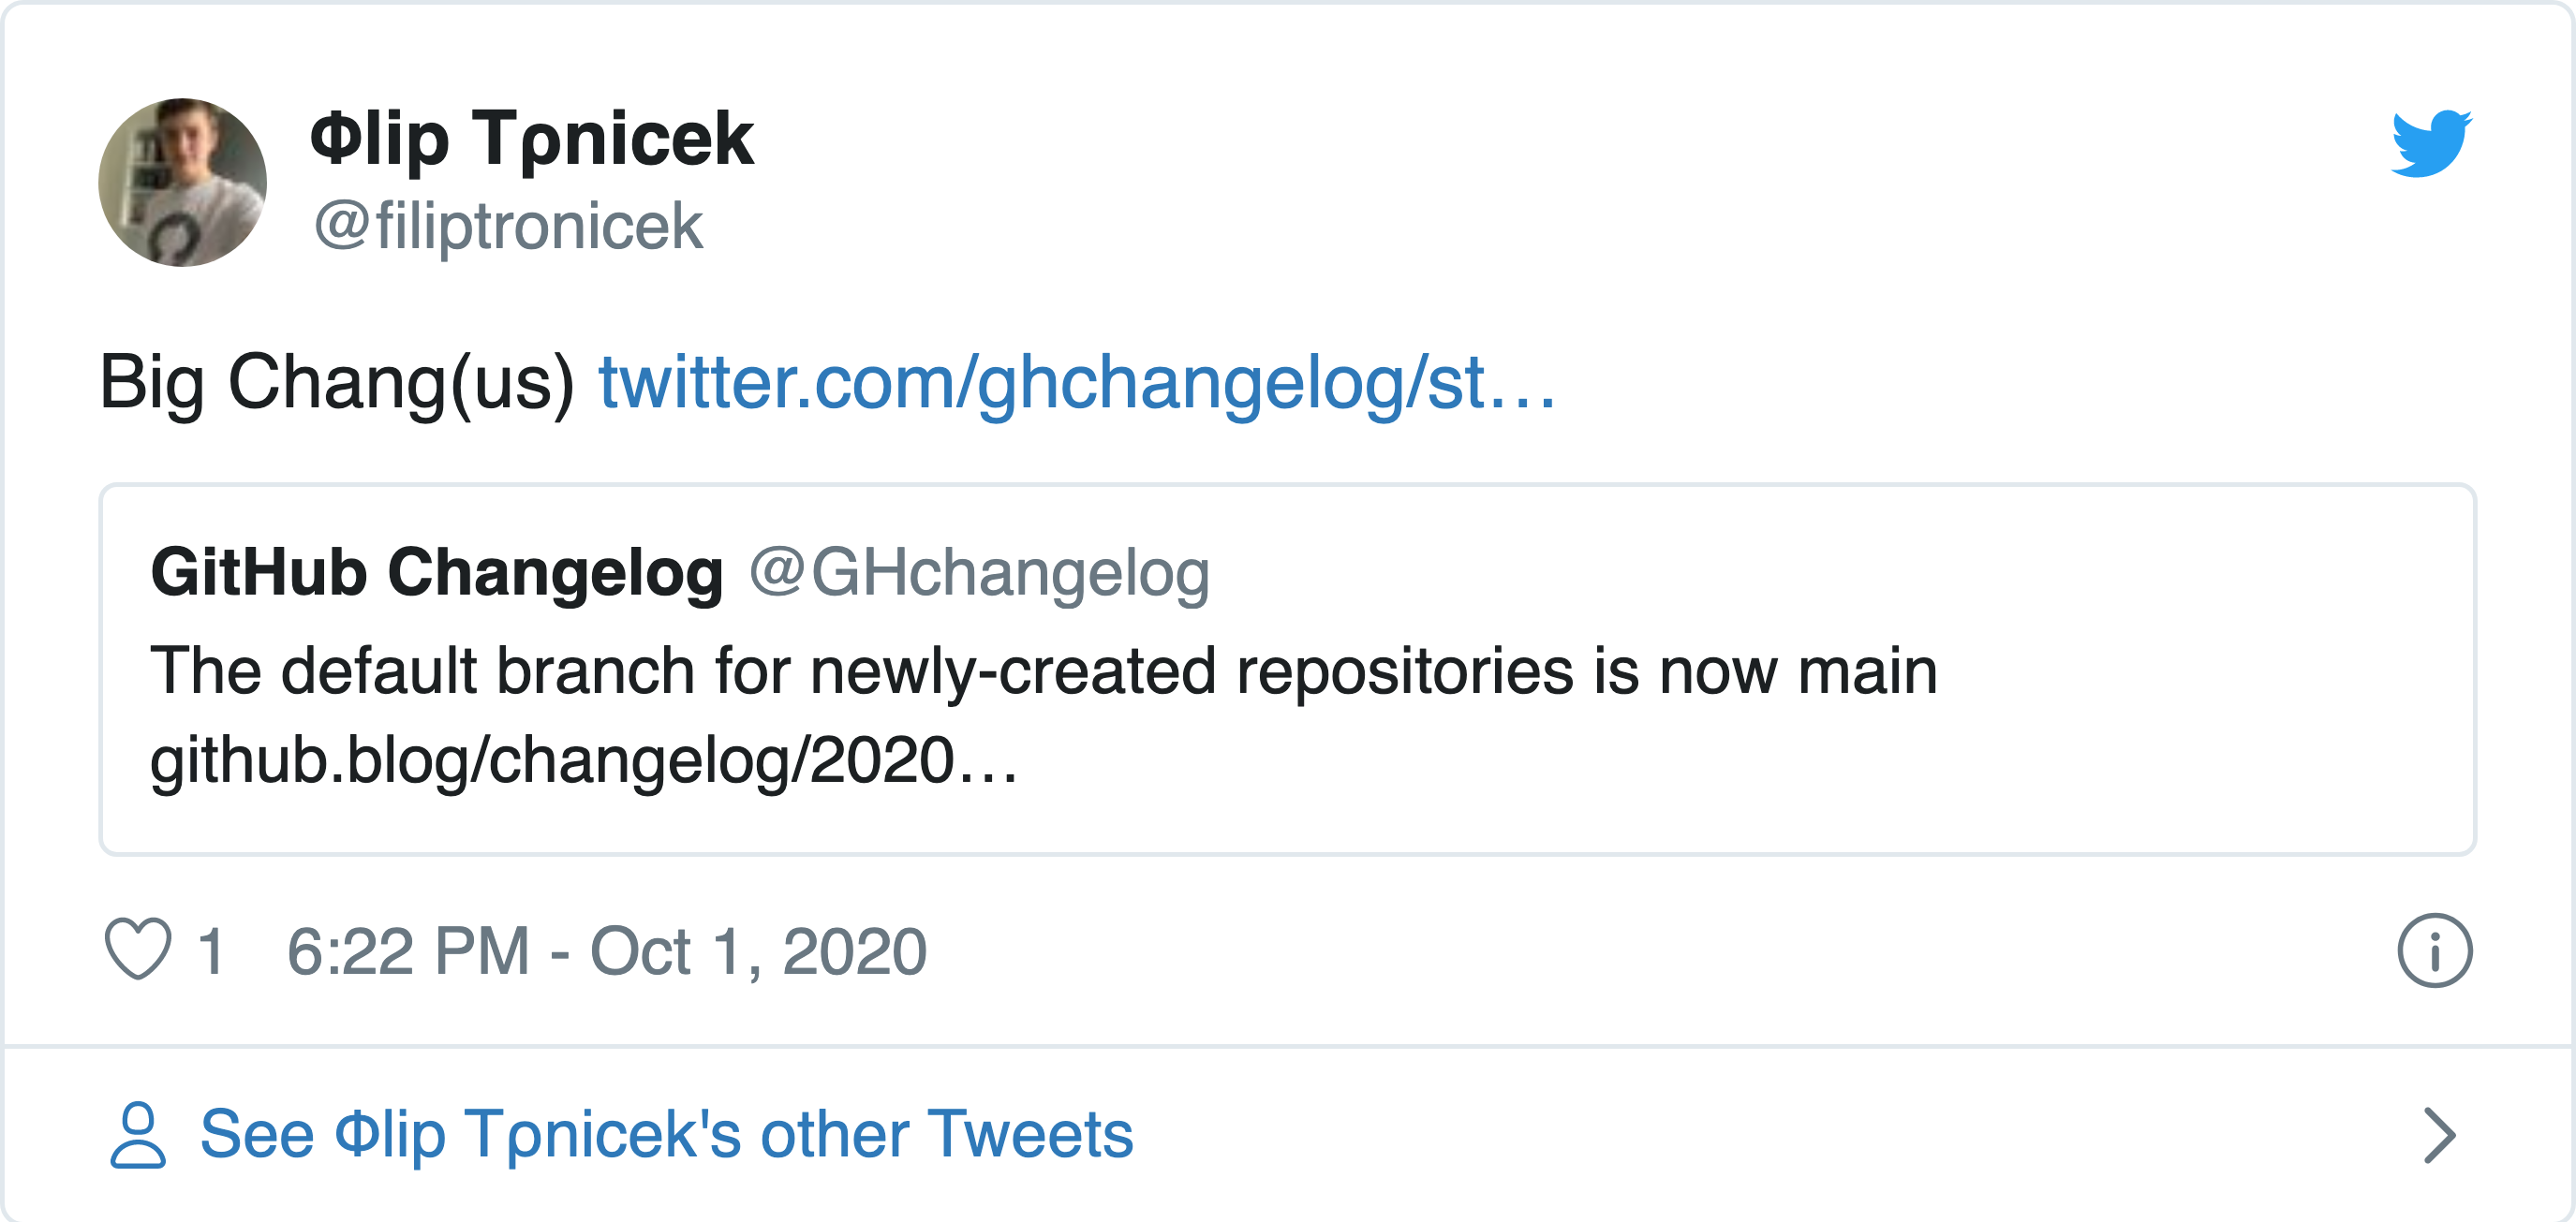 Φlip Tρnicek
@filiptronicek
Big Chang(us) twitter.com/ghchangelog/st…
GitHub Changelog @GHchangelog
The default branch for newly-created repositories is now main
github.blog/changelog/2020…
1 6:22 PM - Oct 1, 2020
See Φlip Tρnicek's other Tweets